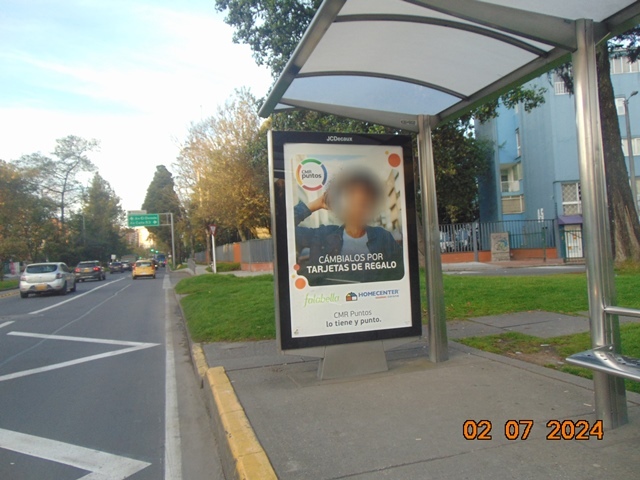 JCDecaux
CMR
puntos
CÁMBIALOS POR
TARJETAS DE REGALO
falabella
HOMECENTER
CMR Puntos
lo tiene y punto.
02 07 2024